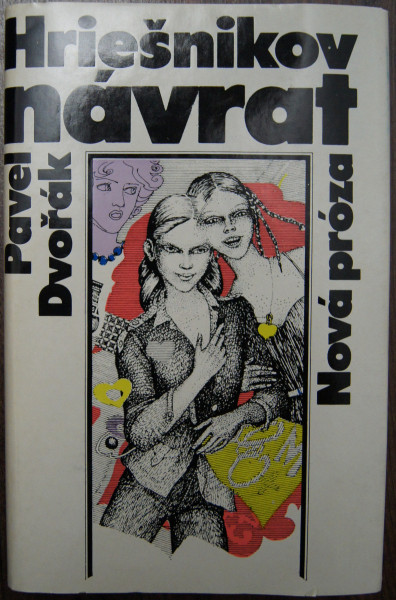 Hriešnikov
návrat
Pavel
Dvořák
Nová próza
M